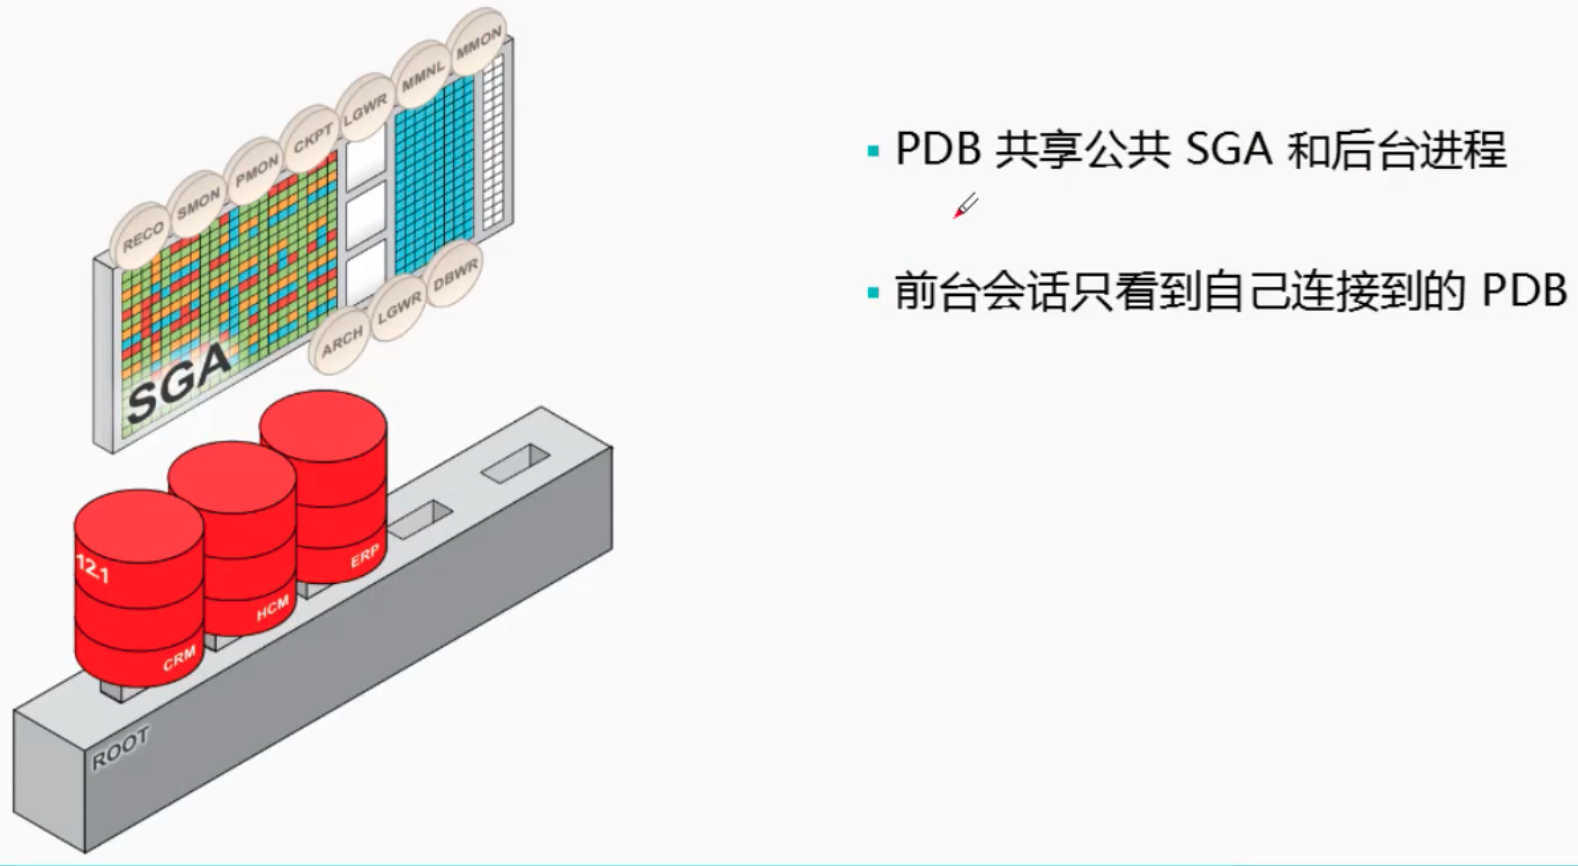 MMON
MMNL
LGWR
CKPT
PMON
SMON
RECO
DBWR
LGWR
ARCH
SGA
PDB 共享公共 SGA 和后台进程
前台会话只看到自己连接到的 PDB
12.1
ERP
HCM
CRM
ROOT